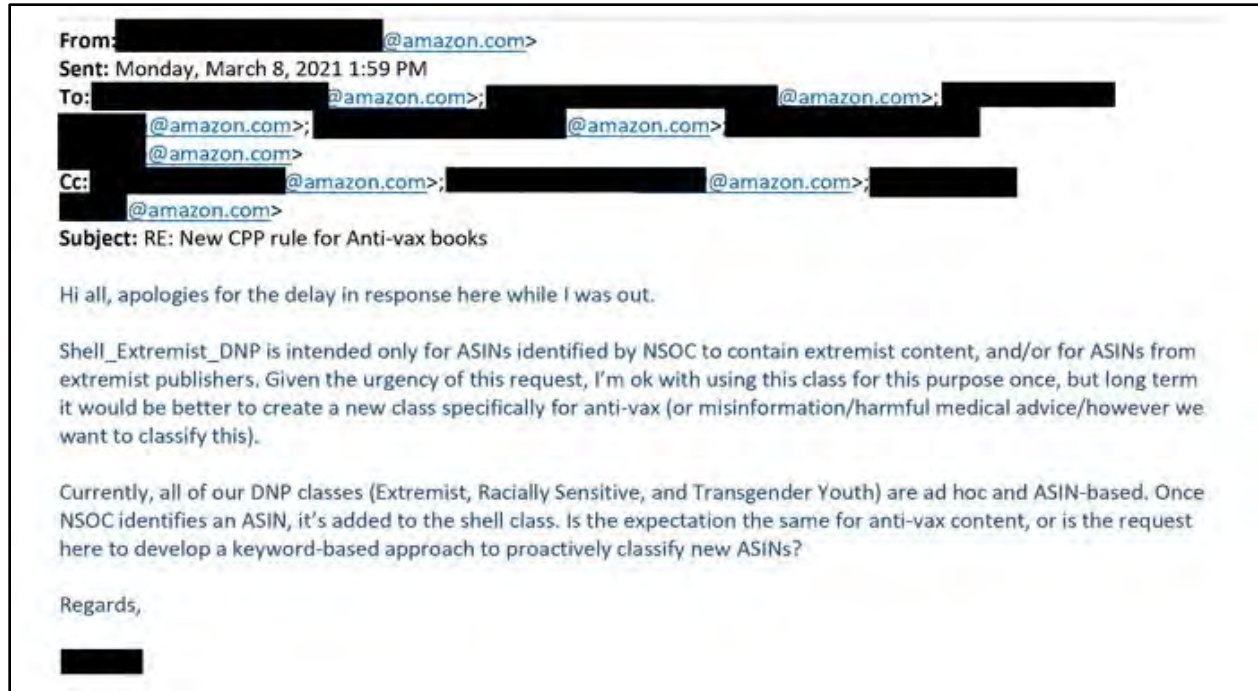 From: @amazon.com>
Sent: Monday, March 8, 2021 1:59 PM
To: @amazon.com>; @amazon.com>;
@amazon.com>; @amazon.com>
@amazon.com>
Cc: @amazon.com>; @amazon.com>;
@amazon.com>
Subject: RE: New CPP rule for Anti-vax books
Hi all, apologies for the delay in response here while I was out.
Shell_Extremist_DNP is intended only for ASINs identified by NSOC to contain extremist content, and/or for ASINs from
extremist publishers. Given the urgency of this request, I'm ok with using this class for this purpose once, but long term
it would be better to create a new class specifically for anti-vax (or misinformation/harmful medical advice/however we
want to classify this).
Currently, all of our DNP classes (Extremist, Racially Sensitive, and Transgender Youth) are ad hoc and ASIN-based. Once
NSOC identifies an ASIN, it's added to the shell class. Is the expectation the same for anti-vax content, or is the request
here to develop a keyword-based approach to proactively classify new ASINs?
Regards,